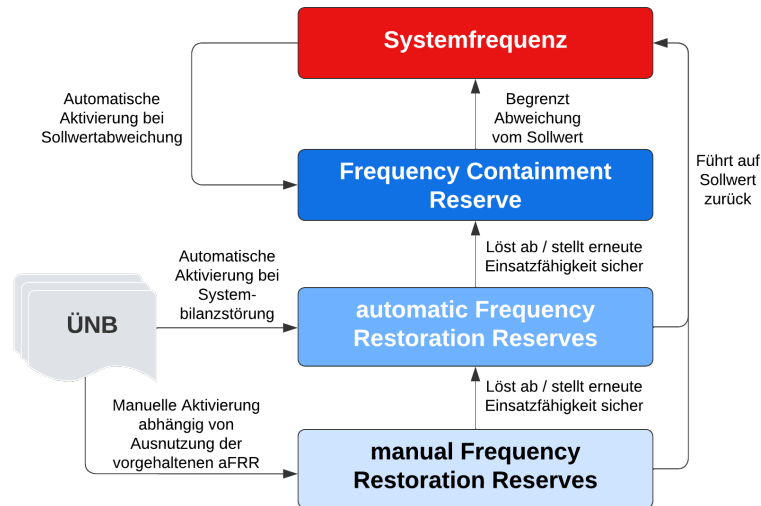 Systemfrequenz
Automatische
Aktivierung bei
Sollwertabweichung
Begrenzt
Abweichung
vom Sollwert
Führt auf
Sollwert
zurück
Frequency Containment
Reserve
Automatische
Aktivierung bei
System-
bilanzstörung
Löst ab / stellt erneute
Einsatzfähigkeit sicher
ÜNB
automatic Frequency
Restoration Reserves
Manuelle Aktivierung
abhängig von
Ausnutzung der
vorgehaltenen aFRR
Löst ab / stellt erneute
Einsatzfähigkeit sicher
manual Frequency
Restoration Reserves